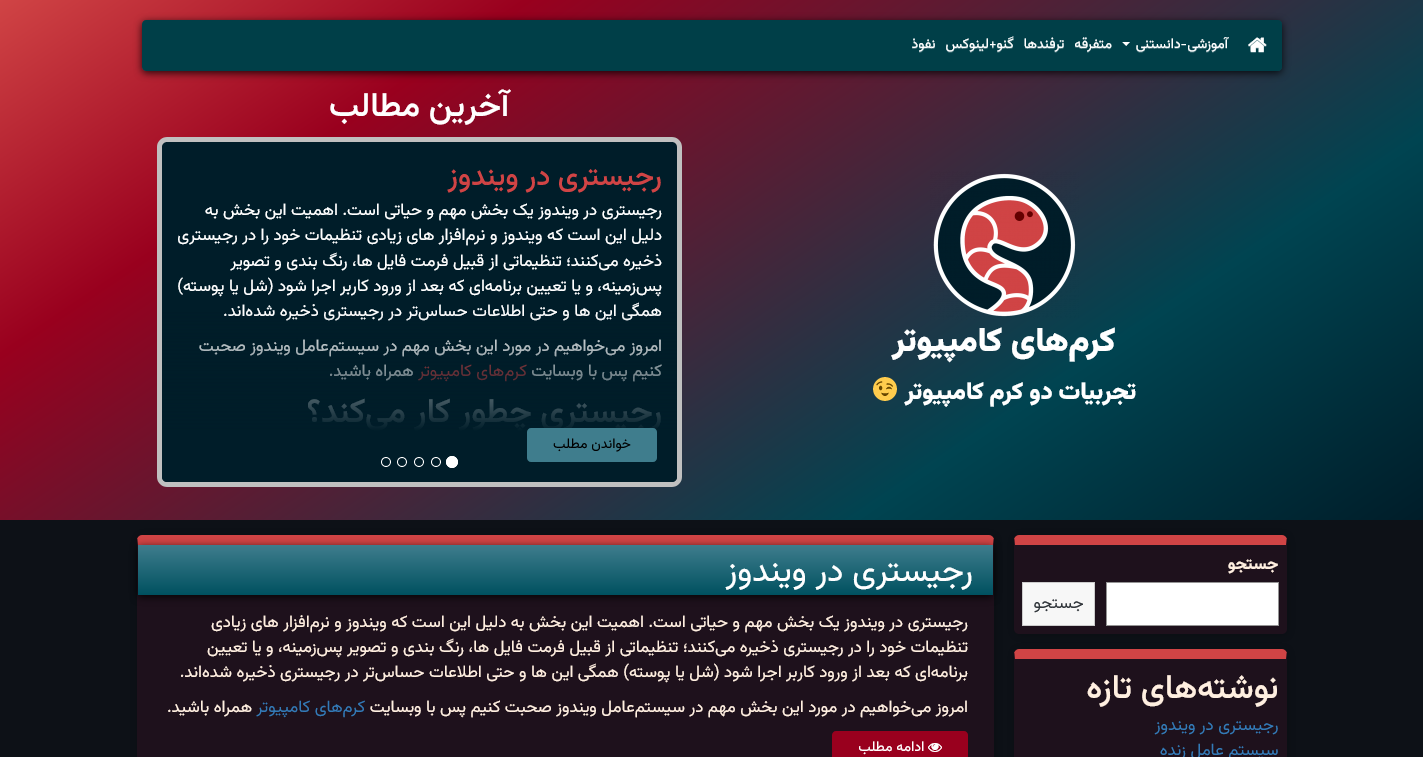 آموزشی-دانستنی متفرقه ترفندها گنو+لینوکس نفوذ
کرم‌های کامپیوتر
تجربیات دو کرم کامپیوتر 😉
آخرین مطالب
رجیستری در ویندوز
رجیستری در ویندوز یک بخش مهم و حیاتی است. اهمیت این بخش به
دلیل این است که ویندوز و نرم‌افزار های زیادی تنظیمات خود را در رجیستری
ذخیره می‌کنند؛ تنظیماتی از قبیل فرمت فایل ها، رنگ بندی و تصویر
پس‌زمینه، و یا تعیین برنامه‌ای که بعد از ورود کاربر اجرا شود (شل یا پوسته)
همگی این ها و حتی اطلاعات حساس‌تر در رجیستری ذخیره شده‌اند.
امروز می‌خواهیم در مورد این بخش مهم در سیستم‌عامل ویندوز صحبت
کنیم پس با وبسایت کرم‌های کامپیوتر همراه باشید.
رجیستری چطور کار می‌کند؟
خواندن مطلب
جستجو
جستجو
نوشته‌های تازه
رجیستری در ویندوز
سیستم عامل زنده
رجیستری در ویندوز
رجیستری در ویندوز یک بخش مهم و حیاتی است. اهمیت این بخش به دلیل این است که ویندوز و نرم‌افزار های زیادی
تنظیمات خود را در رجیستری ذخیره می‌کنند؛ تنظیماتی از قبیل فرمت فایل ها، رنگ بندی و تصویر پس‌زمینه، و یا تعیین
برنامه‌ای که بعد از ورود کاربر اجرا شود (شل یا پوسته) همگی این ها و حتی اطلاعات حساس‌تر در رجیستری ذخیره شده‌اند.
امروز می‌خواهیم در مورد این بخش مهم در سیستم‌عامل ویندوز صحبت کنیم پس با وبسایت کرم‌های کامپیوتر همراه باشید.
ادامه مطلب